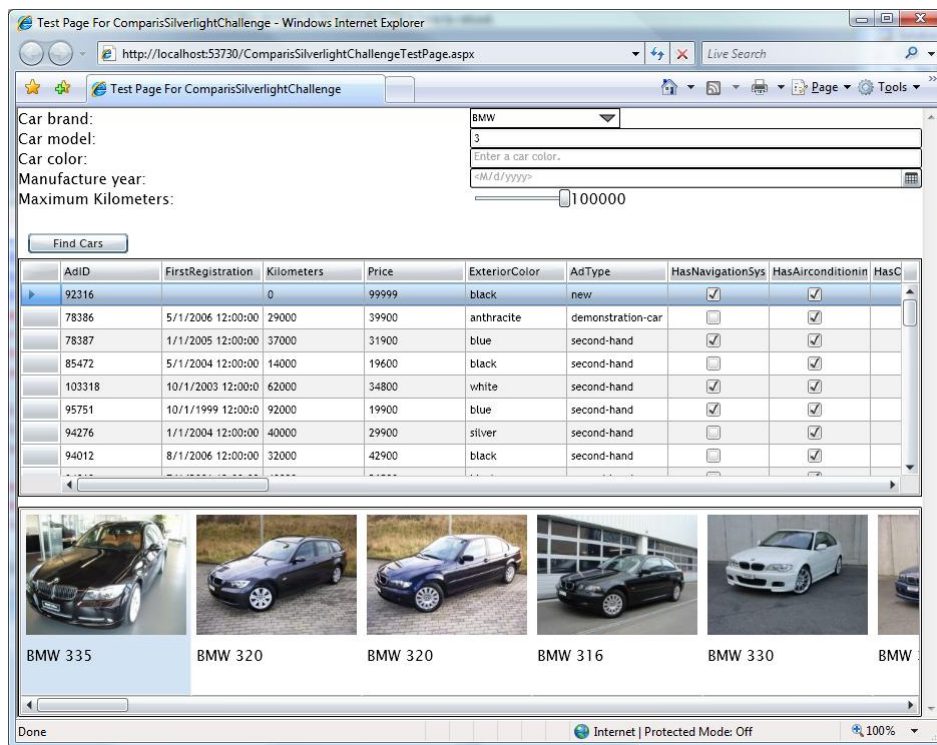 Test Page For ComparisSilverlightChallenge - Windows Internet Explorer
http://localhost:53730/ComparisSilverlightChallengeTestPage.aspx Live Search
Test Page For ComparisSilverlightChallenge Page Tools
Car brand: BMW
Car model: 3
Car color: Enter a car color.
Manufacture year: <M/d/yyyy>
Maximum Kilometers: 100000
Find Cars
AdID FirstRegistration Kilometers Price ExteriorColor AdType HasNavigationSys HasAirconditionin HasC
92316 0 99999 black new
78386 5/1/2006 12:00:00 29000 39900 anthracite demonstration-car
78387 1/1/2005 12:00:00 37000 31900 blue second-hand
85472 5/1/2004 12:00:00 14000 19600 black second-hand
103318 10/1/2003 12:00:0 62000 34800 white second-hand
95751 10/1/1999 12:00:0 92000 19900 blue second-hand
94276 1/1/2004 12:00:00 40000 29900 silver second-hand
94012 8/1/2006 12:00:00 32000 42900 black second-hand
BMW 335 BMW 320 BMW 320 BMW 316 BMW 330 BMW
Done Internet | Protected Mode: Off 100%